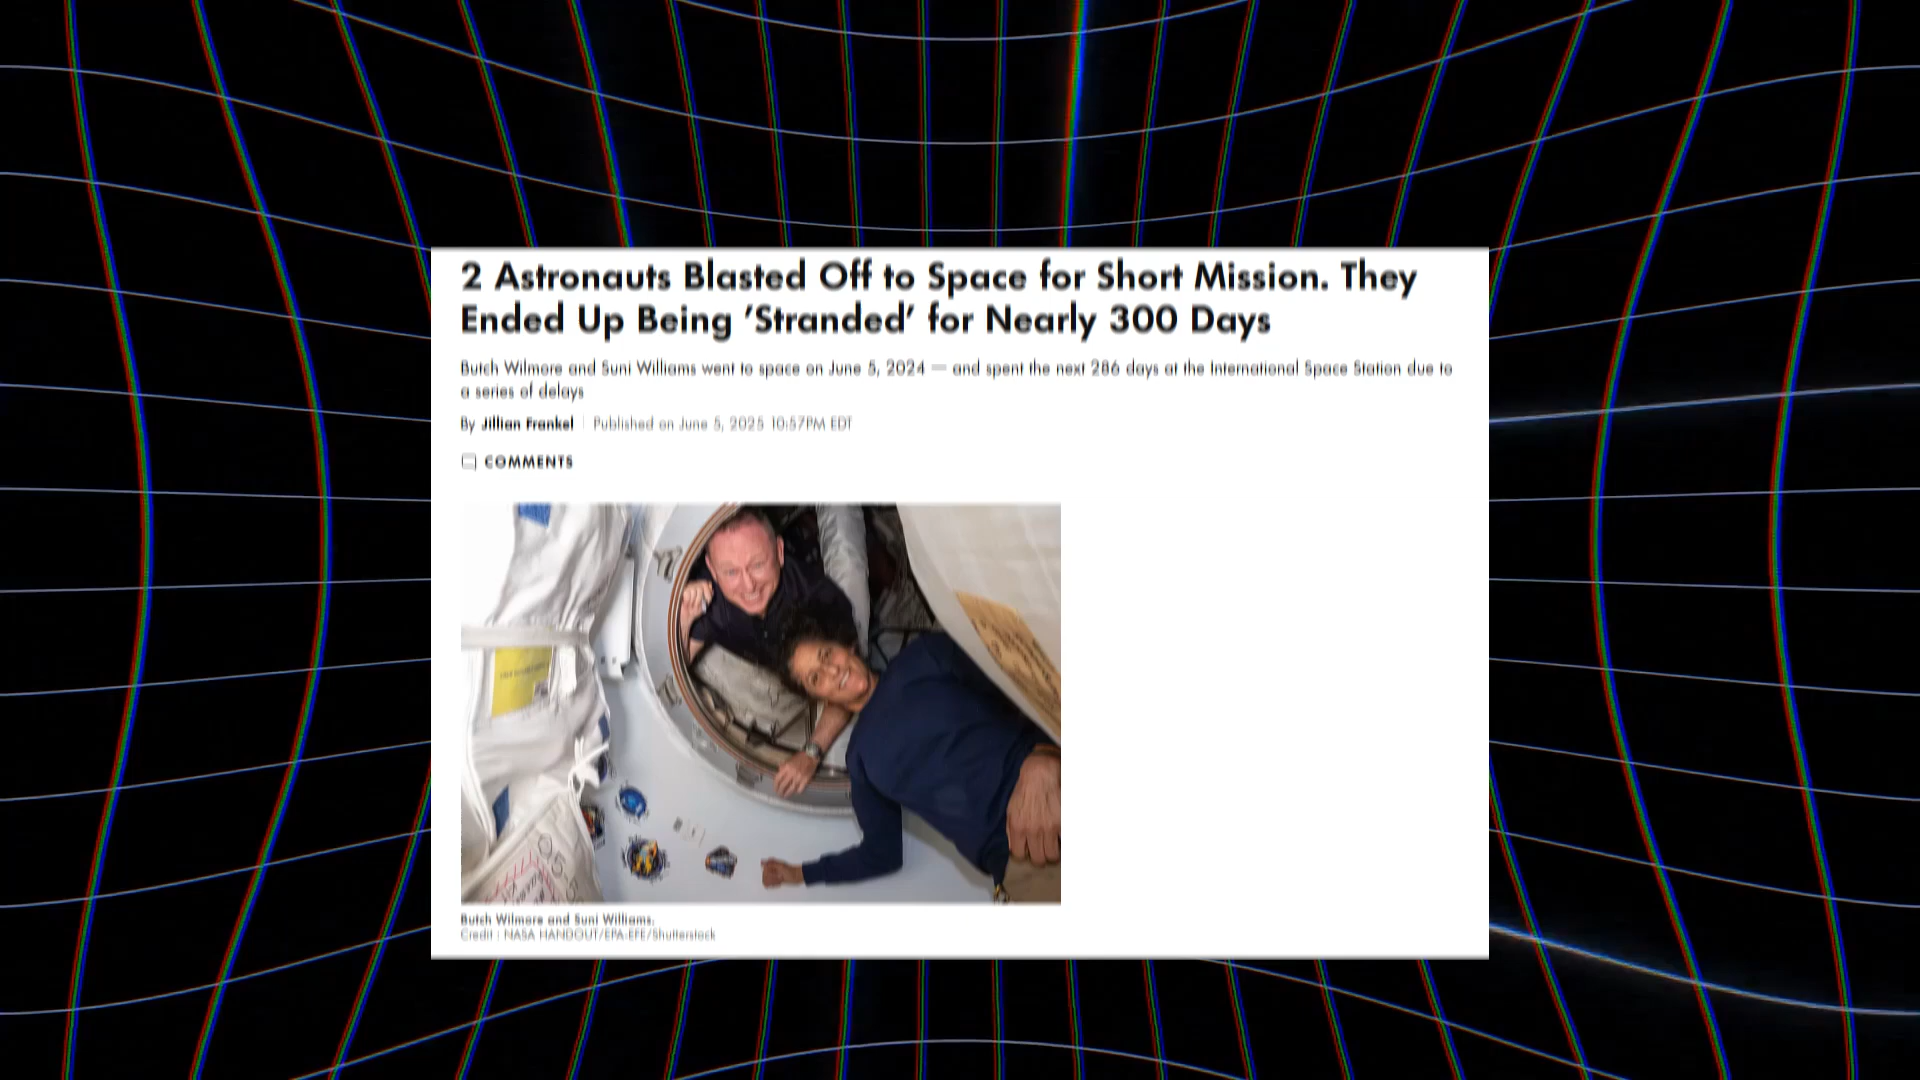 2 Astronauts Blasted Off to Space for Short Mission. They
Ended Up Being 'Stranded' for Nearly 300 Days
Butch Wilmore and Suni Williams went to space on June 5, 2024 — and spent the next 286 days at the International Space Station due to
a series of delays
By Jillian Frankel Published on June 5, 2025 10:57PM EDT
COMMENTS
Butch Wilmore and Suni Williams.
Credit : NASA HANDOUT/EPA-EFE/Shutterstock